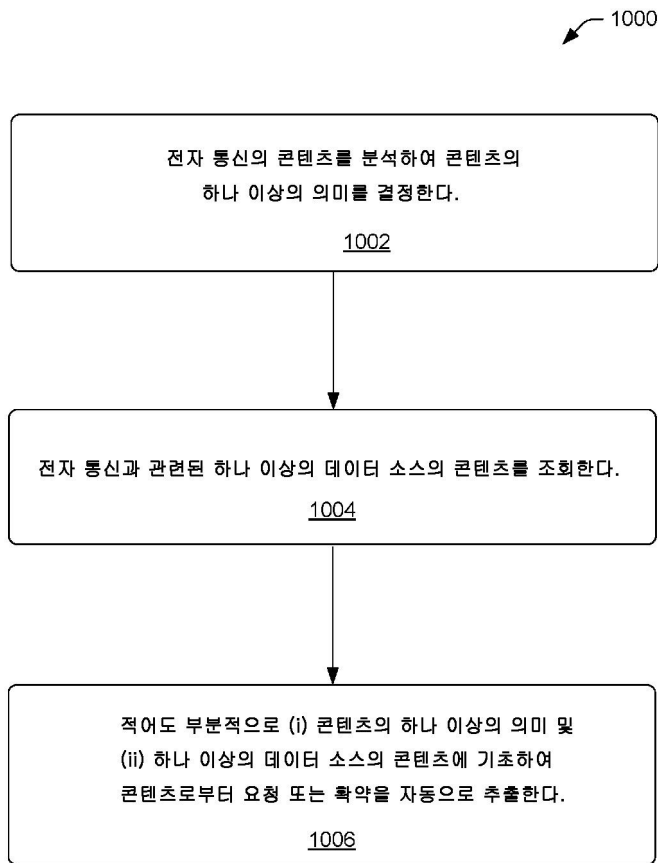 1000
전자 통신의 콘텐츠를 분석하여 콘텐츠의
하나 이상의 의미를 결정한다.
1002
전자 통신과 관련된 하나 이상의 데이터 소스의 콘텐츠를 조회한다.
1004
적어도 부분적으로 (i) 콘텐츠의 하나 이상의 의미 및
(ii) 하나 이상의 데이터 소스의 콘텐츠에 기초하여
콘텐츠로부터 요청 또는 확약을 자동으로 추출한다.
1006